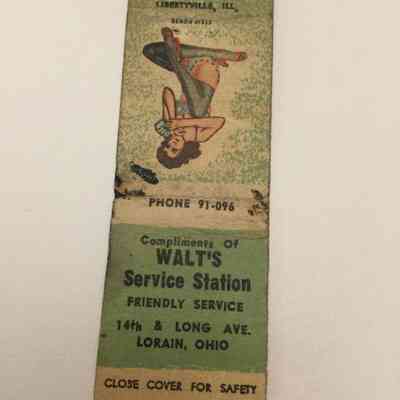 LIBERTYVILLE, ILL.
PHONE 91-096
Compliments of
WALT'S
Service Station
FRIENDLY SERVICE
14th & LONG AVE.
LORAIN, OHIO
CLOSE COVER FOR SAFETY